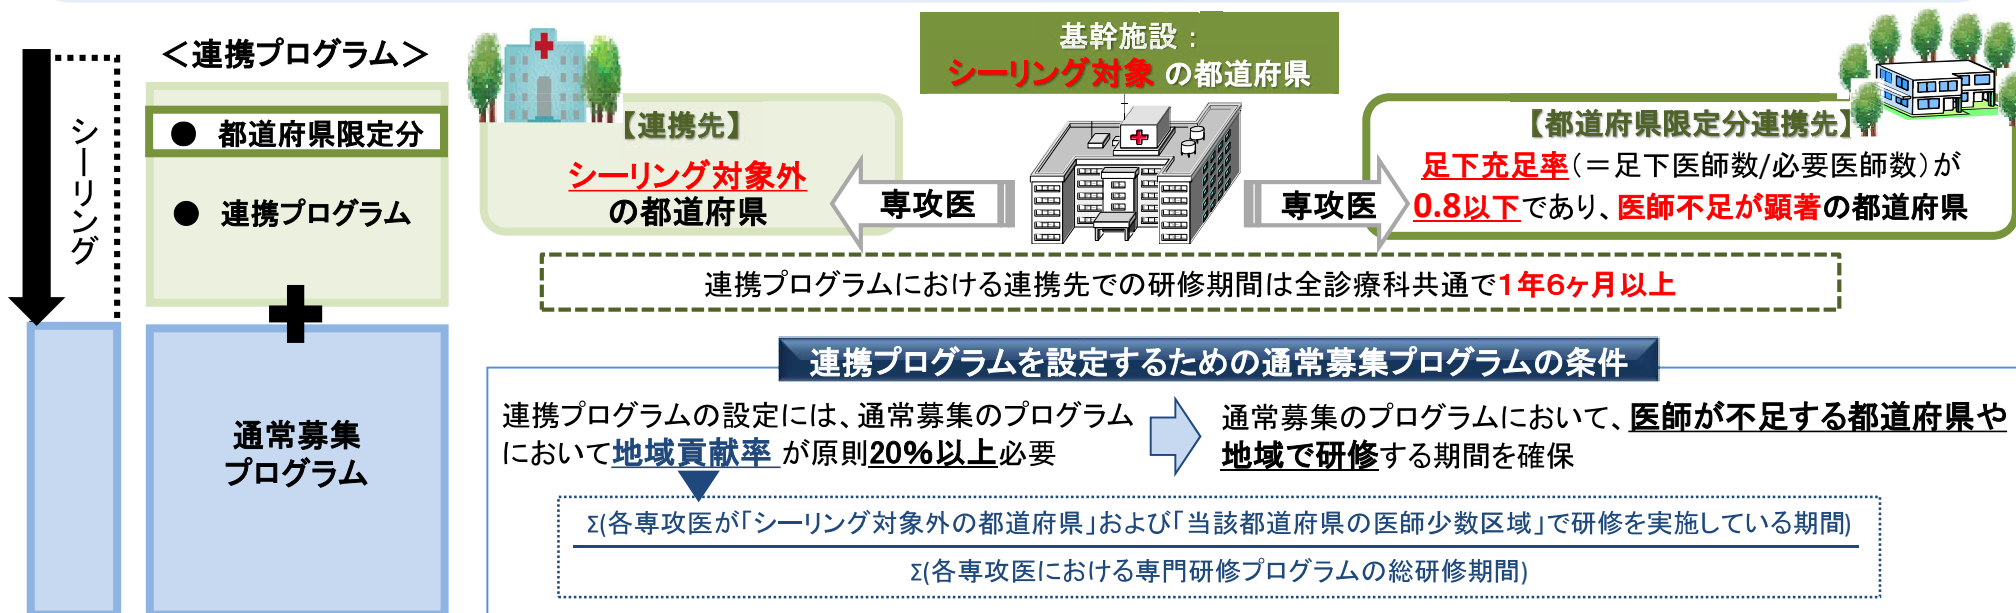 シーリング
＜連携プログラム＞
● 都道府県限定分
● 連携プログラム
通常募集
プログラム
基幹施設：
シーリング対象 の都道府県
【連携先】
シーリング対象外
の都道府県
専攻医
専攻医
【都道府県限定分連携先】
足下充足率（＝足下医師数/必要医師数）が
0.8以下であり、医師不足が顕著の都道府県
連携プログラムにおける連携先での研修期間は全診療科共通で1年6ヶ月以上
連携プログラムを設定するための通常募集プログラムの条件
連携プログラムの設定には、通常募集のプログラム
において地域貢献率 が原則20％以上必要
通常募集のプログラムにおいて、医師が不足する都道府県や
地域で研修する期間を確保
Σ(各専攻医が「シーリング対象外の都道府県」および「当該都道府県の医師少数区域」で研修を実施している期間)
Σ(各専攻医における専門研修プログラムの総研修期間)